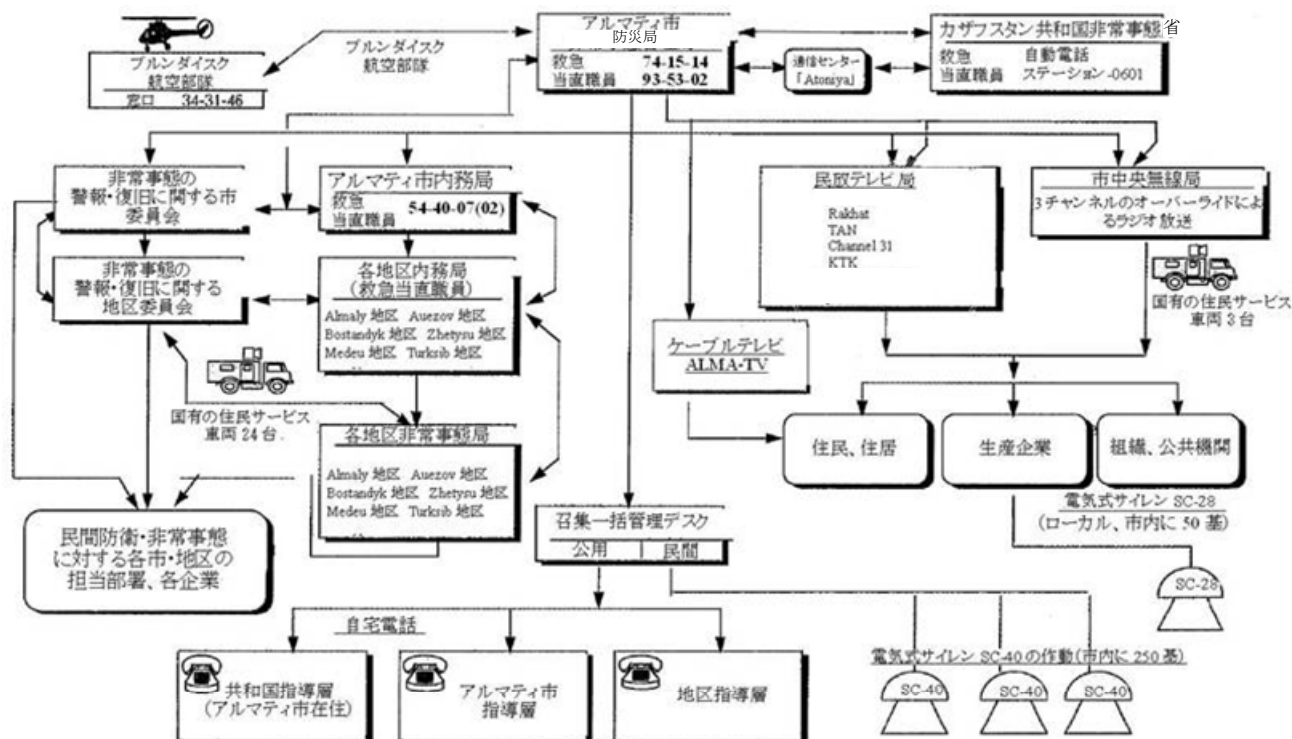 アルマティ市
防災局
救急 74-15-14
当直職員 93-53-02
カザフスタン共和国非常事態省
救急 自動電話
当直職員 ステーション-0601
通信センター
「Atoniya」
ブルンダイスク
航空部隊
ブルンダイスク
航空部隊
窓口 34-31-46
非常事態の
警報・復旧に関する市
委員会
アルマティ市内務局
救急
当直職員 54-40-07(02)
民放テレビ局
Rakhat
TAN
Channel 31
KTK
市中央無線局
3チャンネルのオーバーライドによ
るラジオ放送
国有の住民サービス
車両3台
非常事態の
警報・復旧に関する
地区委員会
各地区内務局
(救急当直職員)
Almaly 地区 Auezov 地区
Bostandyk 地区 Zhetysu 地区
Medeu 地区 Turksib 地区
ケーブルテレビ
ALMA-TV
国有の住民サービス
車両 24台.
各地区非常事態局
Almaly 地区 Auezov 地区
Bostandyk 地区 Zhetysu 地区
Medeu 地区 Turksib 地区
住民、住居
生産企業
組織、公共機関
電気式サイレン SC-28
(ローカル、市内に 50 基)
SC-28
民間防衛・非常事態
に対する各市・地区の
担当部署、各企業
召集一括管理デスク
公用 民間
自宅電話
共和国指導層
(アルマティ市在住)
アルマティ市
指導層
地区指導層
電気式サイレン SC-40 の作動(市内に 250 基)
SC-40
SC-40
SC-40